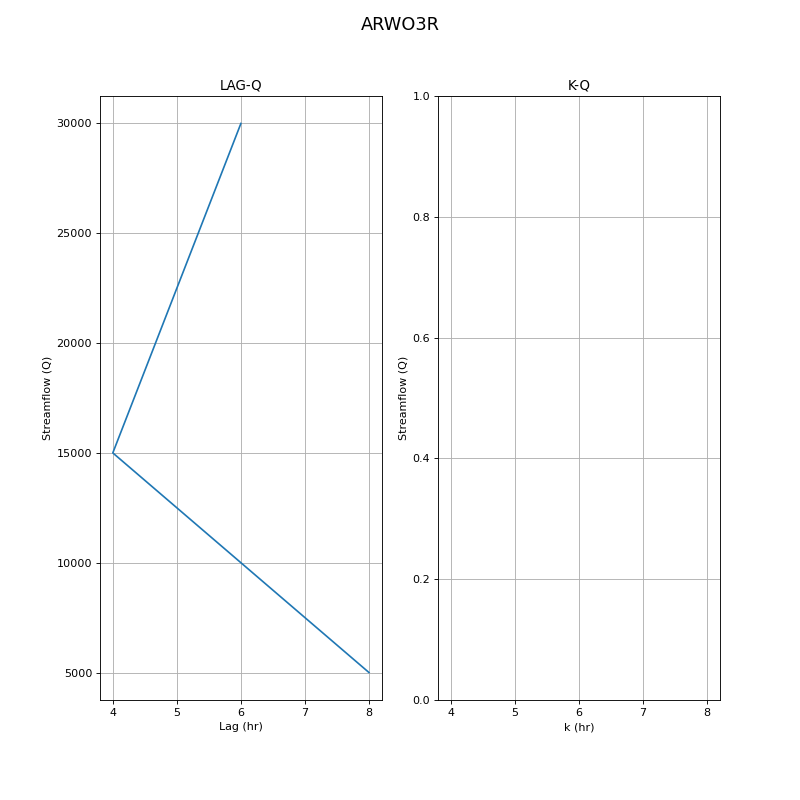 ARWO3R
LAG-Q
30000
25000
20000
15000
10000
5000
Streamflow (Q)
4 5 6 7 8
Lag (hr)
K-Q
1.0
0.8
0.6
0.4
0.2
0.0
Streamflow (Q)
4 5 6 7 8
k (hr)